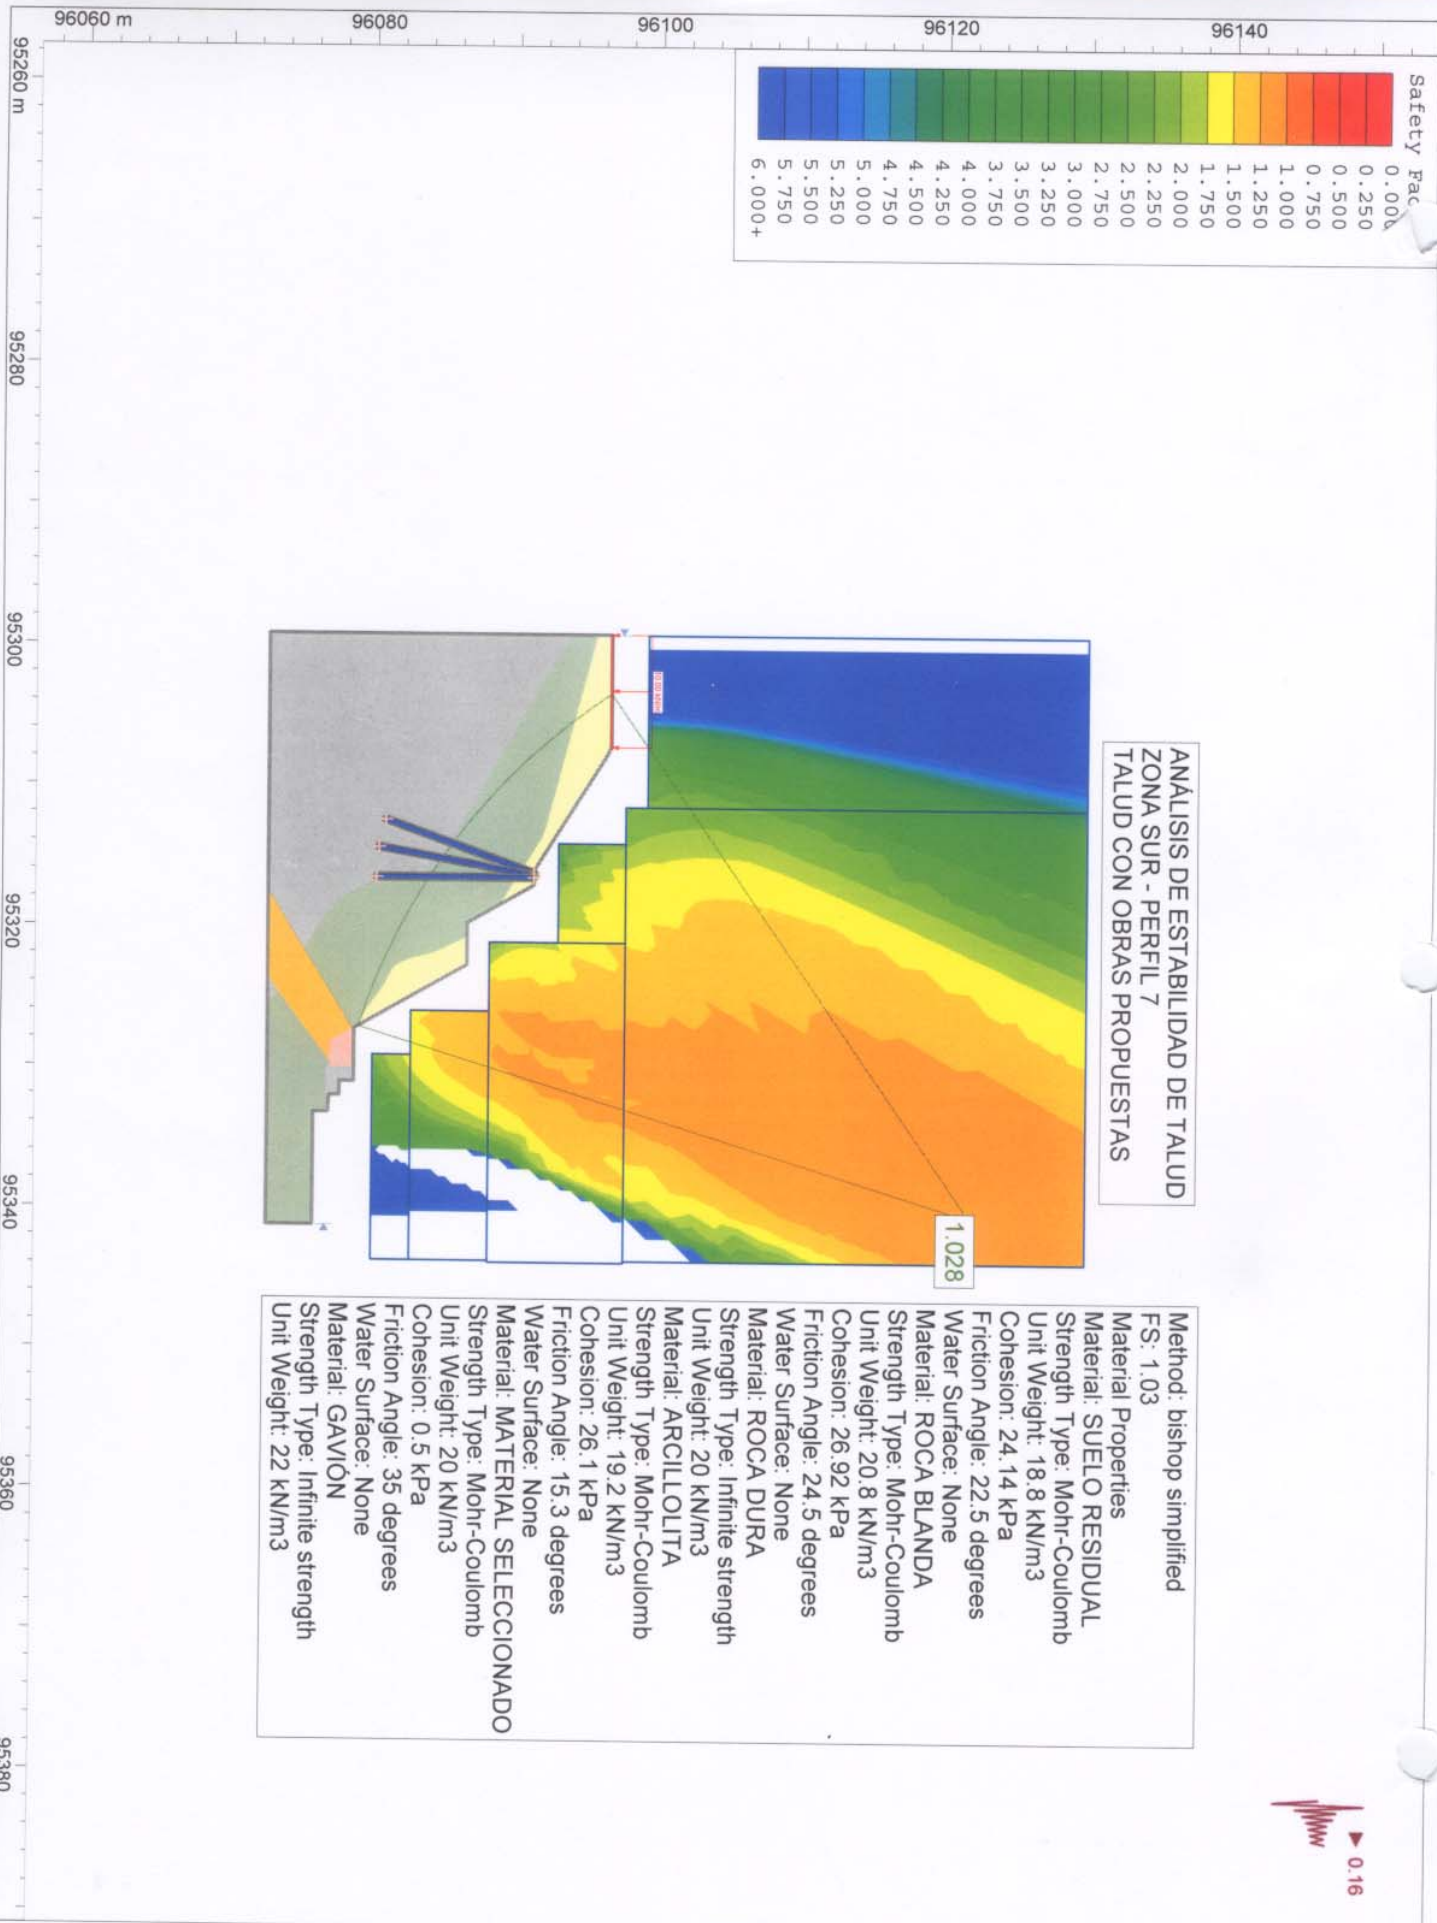 Safety
0.000
0.250
0.500
0.750
1.000
1.250
1.500
1.750
2.000
2.250
2.500
2.750
3.000
3.250
3.500
3.750
4.000
4.250
4.500
4.750
5.000
5.250
5.500
5.750
6.000+
ANÁLISIS DE ESTABILIDAD DE TALUD
ZONA SUR - PERFIL 7
TALUD CON OBRAS PROPUESTAS
1.028
Method: bishop simplified
FS: 1.03
Material Properties
Material: SUELO RESIDUAL
Strength Type: Mohr-Coulomb
Unit Weight: 18.8 kN/m3
Cohesion: 24.14 kPa
Friction Angle: 22.5 degrees
Water Surface: None
Material: ROCA BLANDA
Strength Type: Mohr-Coulomb
Unit Weight: 20.8 kN/m3
Cohesion: 26.92 kPa
Friction Angle: 24.5 degrees
Water Surface: None
Material: ROCA DURA
Strength Type: Infinite strength
Unit Weight: 20 kN/m3
Material: ARCILLOLITA
Strength Type: Mohr-Coulomb
Unit Weight: 19.2 kN/m3
Cohesion: 26.1 kPa
Friction Angle: 15.3 degrees
Water Surface: None
Material: MATERIAL SELECCIONADO
Strength Type: Mohr-Coulomb
Unit Weight: 20 kN/m3
Cohesion: 0.5 kPa
Friction Angle: 35 degrees
Water Surface: None
Material: GAVIÓN
Strength Type: Infinite strength
Unit Weight: 22 kN/m3
0.16
96140
96120
96100
96080
96060 m
95260 m
95280
95300
95320
95340
95360
95380